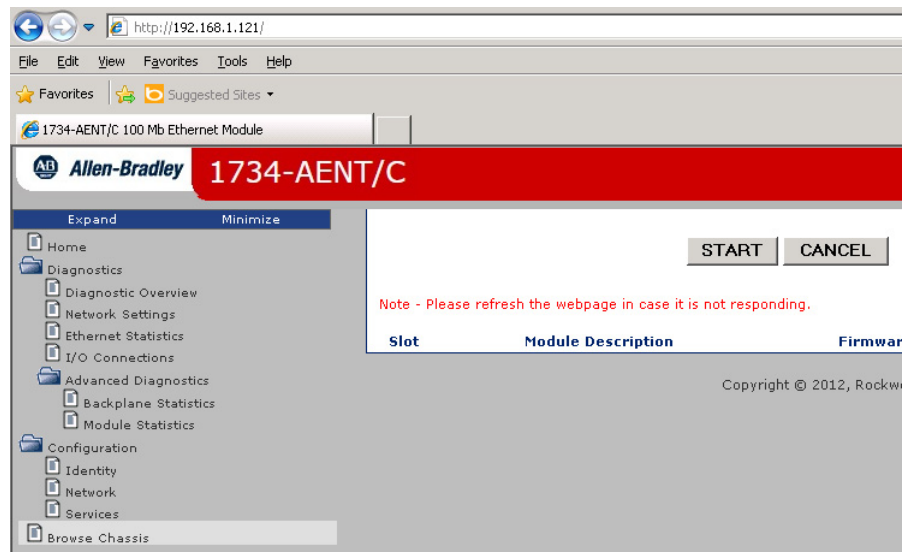 http://192.168.1.121/
File Edit View Favorites Tools Help
Favorites Suggested Sites
1734-AENT/C 100 Mb Ethernet Module
AB Allen-Bradley 1734-AENT/C
Expand Minimize
Home
Diagnostics
Diagnostic Overview
Network Settings
Ethernet Statistics
I/O Connections
Advanced Diagnostics
Backplane Statistics
Module Statistics
Configuration
Identity
Network
Services
Browse Chassis
START CANCEL
Note - Please refresh the webpage in case it is not responding.
Slot Module Description Firmwar
Copyright © 2012, Rockw